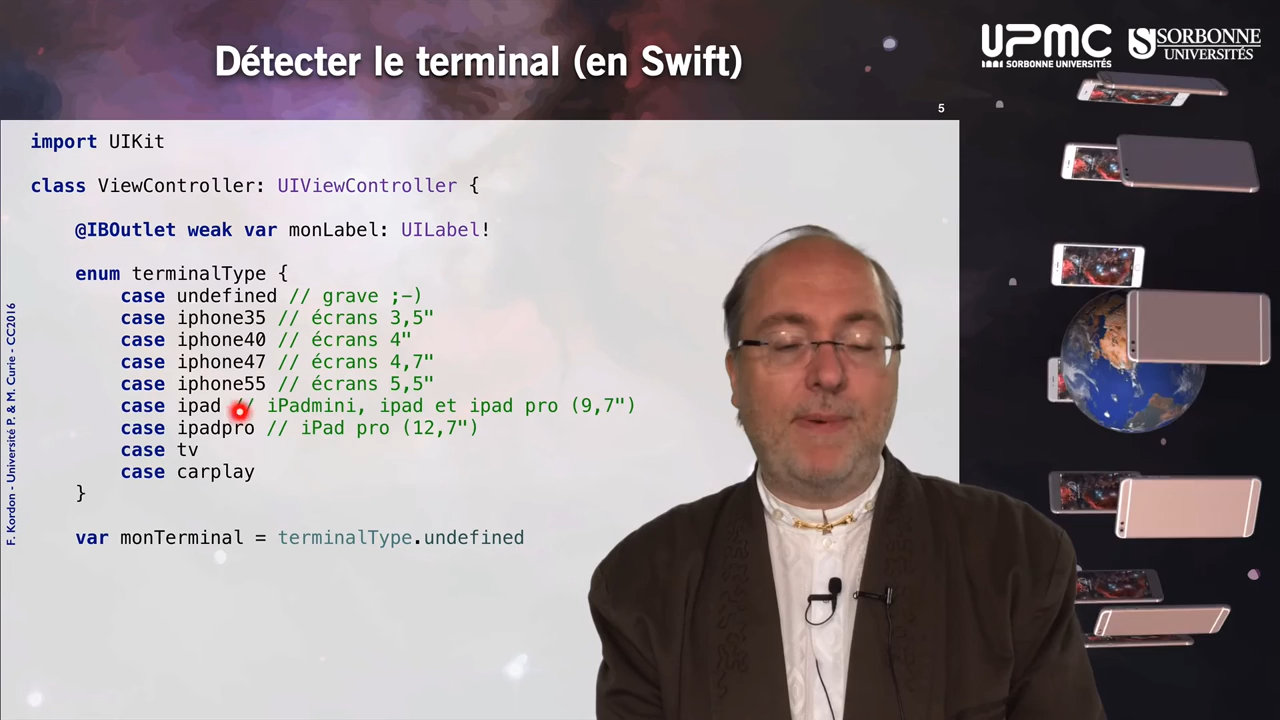 Détecter le terminal (en Swift)
UPMC
SORBONNE UNIVERSITÉS
SORBONNE
UNIVERSITÉS
5
import UIKit
class ViewController: UIViewController {
@IBOutlet weak var monLabel: UILabel!
enum terminalType {
case undefined // grave ;-)
case iphone35 // écrans 3,5"
case iphone40 // écrans 4"
case iphone47 // écrans 4,7"
case iphone55 // écrans 5,5"
case ipad // iPadmini, ipad et ipad pro (9,7")
case ipadpro // iPad pro (12,7")
case tv
case carplay
}
var monTerminal = terminalType.undefined
F. Kordon - Université P. & M. Curie - CC2016